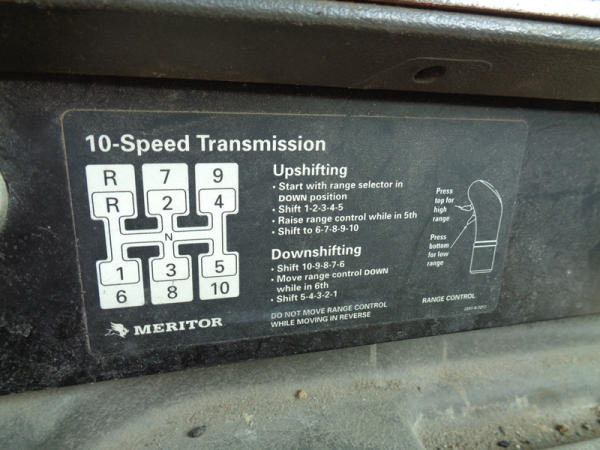 10-Speed Transmission
R 7 9
R 2 4
N
1 3 5
6 8 10
MERITOR
Upshifting
• Start with range selector in
DOWN position
• Shift 1-2-3-4-5
• Raise range control while in 5th
• Shift to 6-7-8-9-10
Downshifting
• Shift 10-9-8-7-6
• Move range control DOWN
while in 6th
• Shift 5-4-3-2-1
DO NOT MOVE RANGE CONTROL
WHILE MOVING IN REVERSE
Press
top for
high
range
Press
bottom
for low
range
RANGE CONTROL